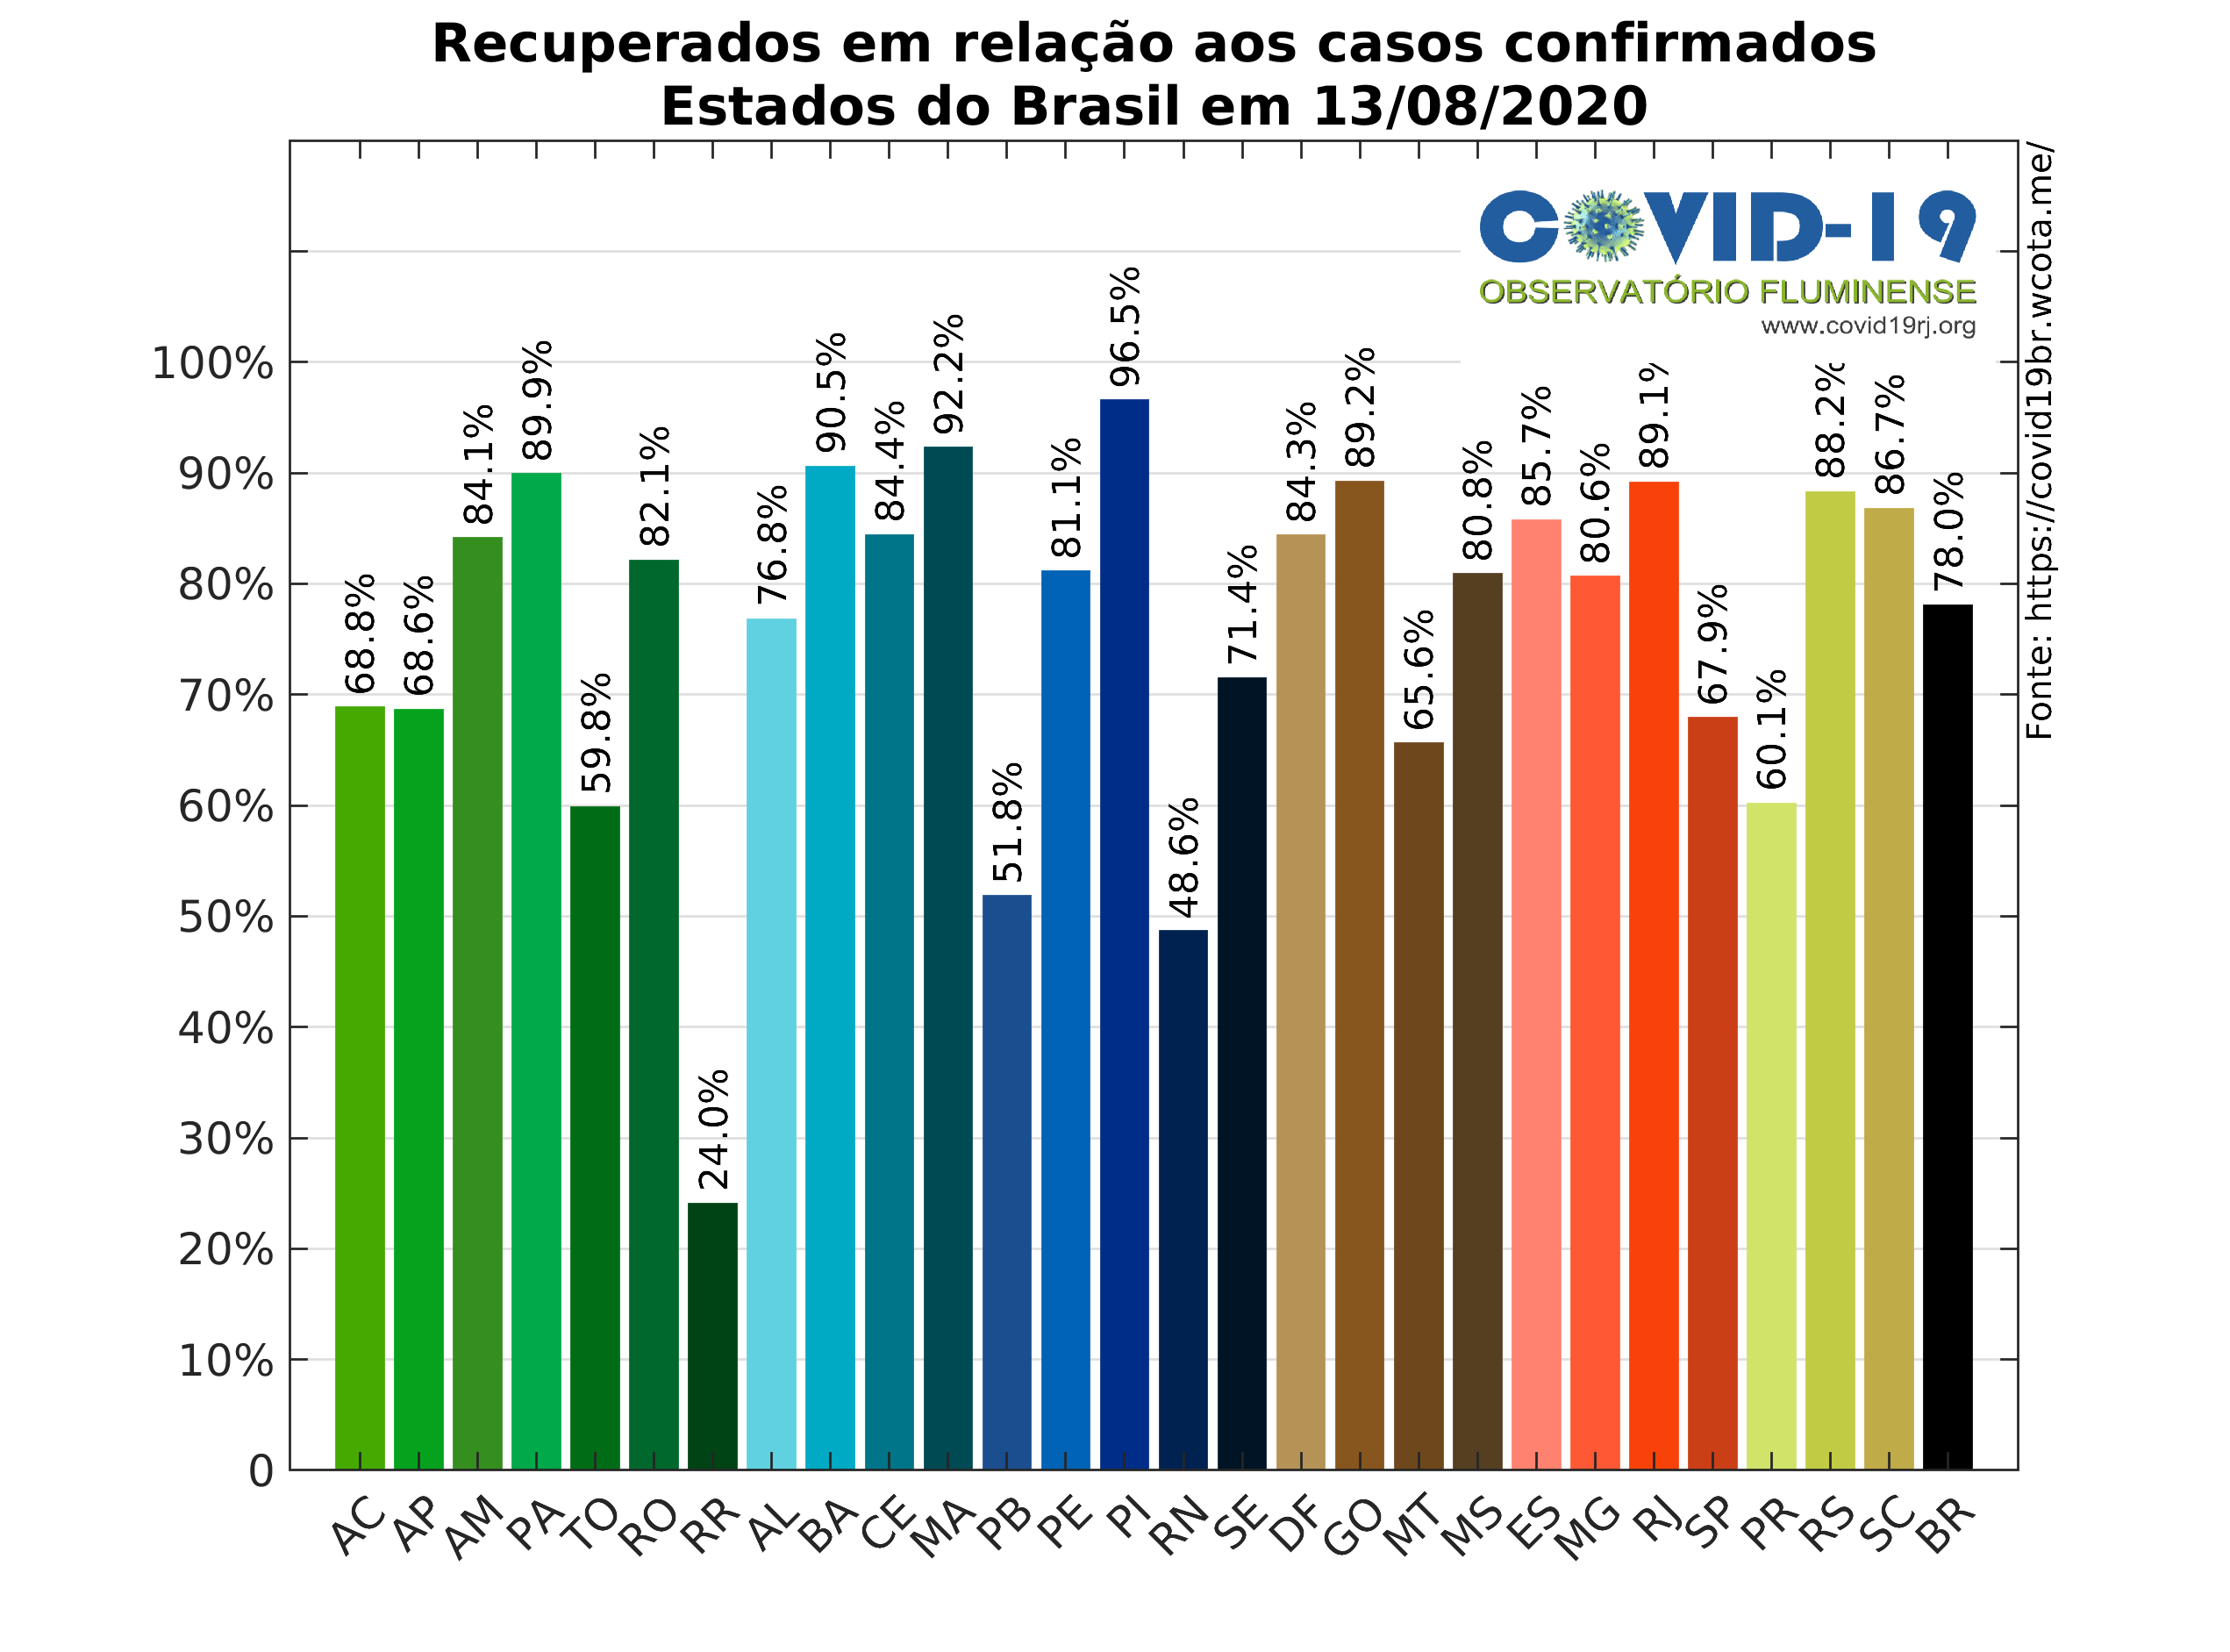 Recuperados em relação aos casos confirmados
Estados do Brasil em 13/08/2020
COVID-19
OBSERVATÓRIO FLUMINENSE
www.covid19rj.org
Fonte: https://covid19br.wcota.me/
100%
90%
80%
70%
60%
50%
40%
30%
20%
10%
0
68.8%
68.6%
84.1%
89.9%
59.8%
82.1%
24.0%
76.8%
90.5%
84.4%
92.2%
51.8%
81.1%
96.5%
48.6%
71.4%
84.3%
89.2%
65.6%
80.8%
85.7%
80.6%
89.1%
67.9%
60.1%
88.2%
86.7%
78.0%
AC
AP
AM
PA
TO
RO
RR
AL
BA
CE
MA
PB
PE
PI
RN
SE
DF
GO
MT
MS
ES
MG
RJ
SP
PR
RS
SC
BR